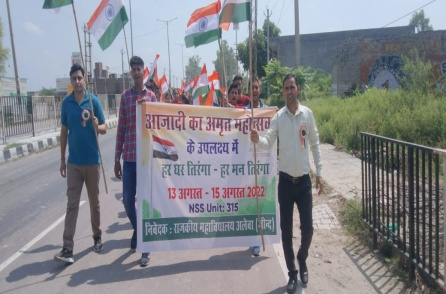 आजादी का अमृत महोत्सव
के उपलक्ष्य में
हर घर तिरंगा - हर मन तिरंगा
13 अगस्त - 15 अगस्त 2022
NSS Unit: 315
निवेदक : राजकीय महाविद्यालय अलेवा (जीन्द)